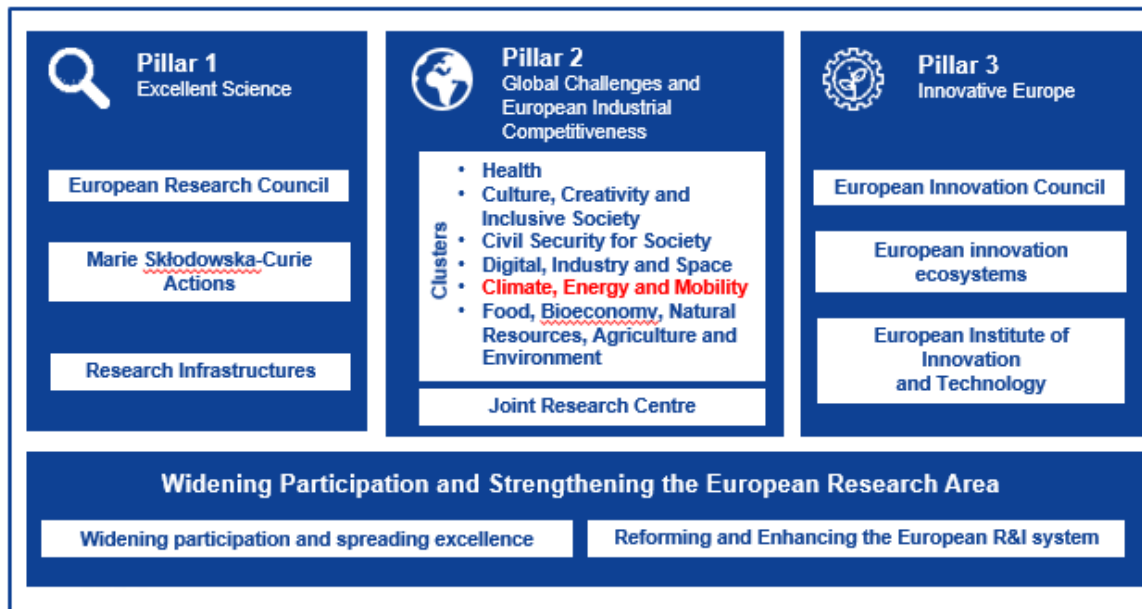 Pillar 1
Excellent Science
European Research Council
Marie Skłodowska-Curie
Actions
Research Infrastructures
Pillar 2
Global Challenges and
European Industrial
Competitiveness
Clusters
• Health
• Culture, Creativity and
Inclusive Society
• Civil Security for Society
• Digital, Industry and Space
• Climate, Energy and Mobility
• Food, Bioeconomy, Natural
Resources, Agriculture and
Environment
Joint Research Centre
Pillar 3
Innovative Europe
European Innovation Council
European innovation
ecosystems
European Institute of
Innovation
and Technology
Widening Participation and Strengthening the European Research Area
Widening participation and spreading excellence
Reforming and Enhancing the European R&I system